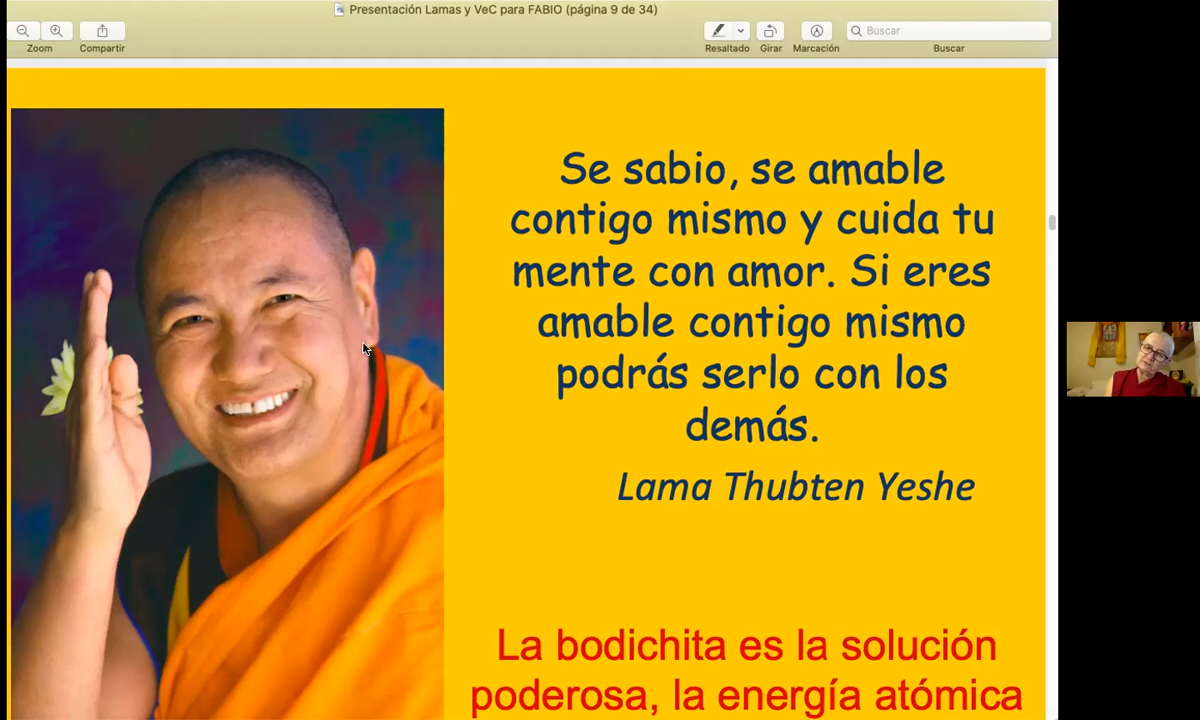 Presentación Lamas y VeC para FABIO (página 9 de 34)
Zoom
Compartir
Resaltado
Girar
Marcación
Buscar
Buscar
Se sabio, se amable
contigo mismo y cuida tu
mente con amor. Si eres
amable contigo mismo
podrás serlo con los
demás.
Lama Thubten Yeshe
La bodichita es la solución
poderosa, la energía atómica